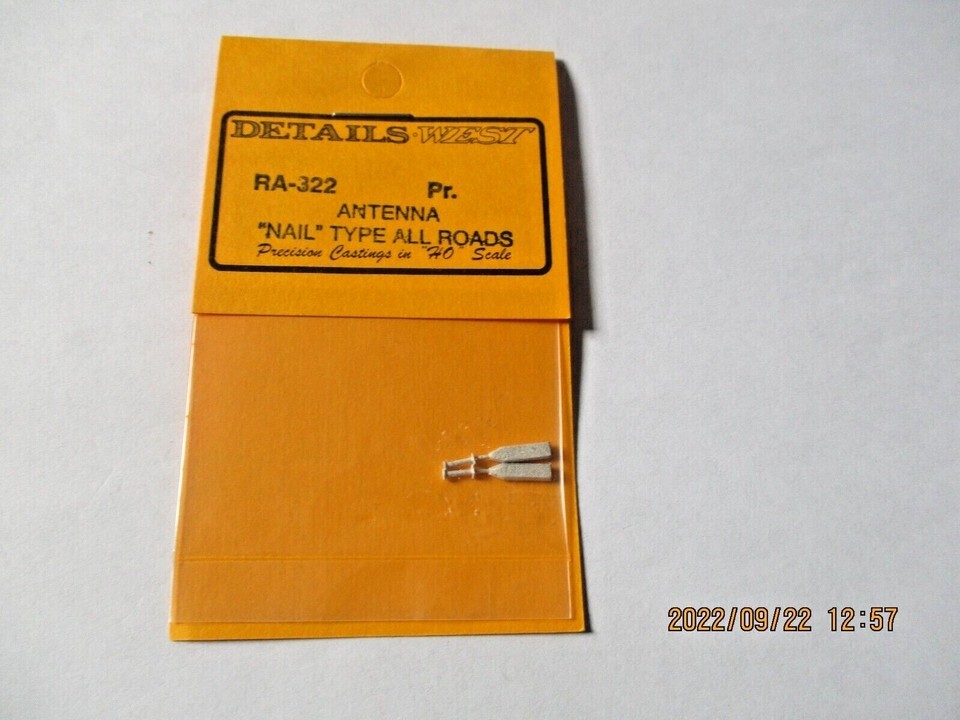 DETAILS WEST
RA-322 Pr.
ANTENNA
"NAIL" TYPE ALL ROADS
Precision Castings in "HO" Scale
2022/09/22 12:57